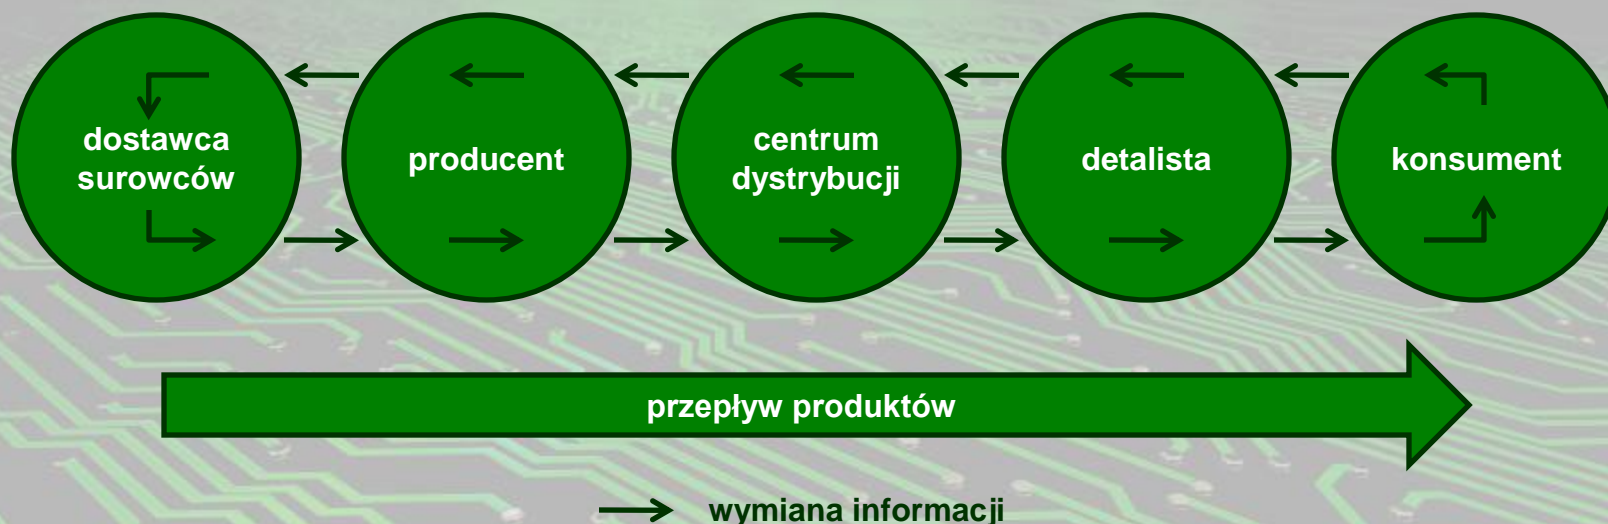 dostawca
surowców
producent
centrum
dystrybucji
detalista
konsument
przepływ produktów
wymiana informacji